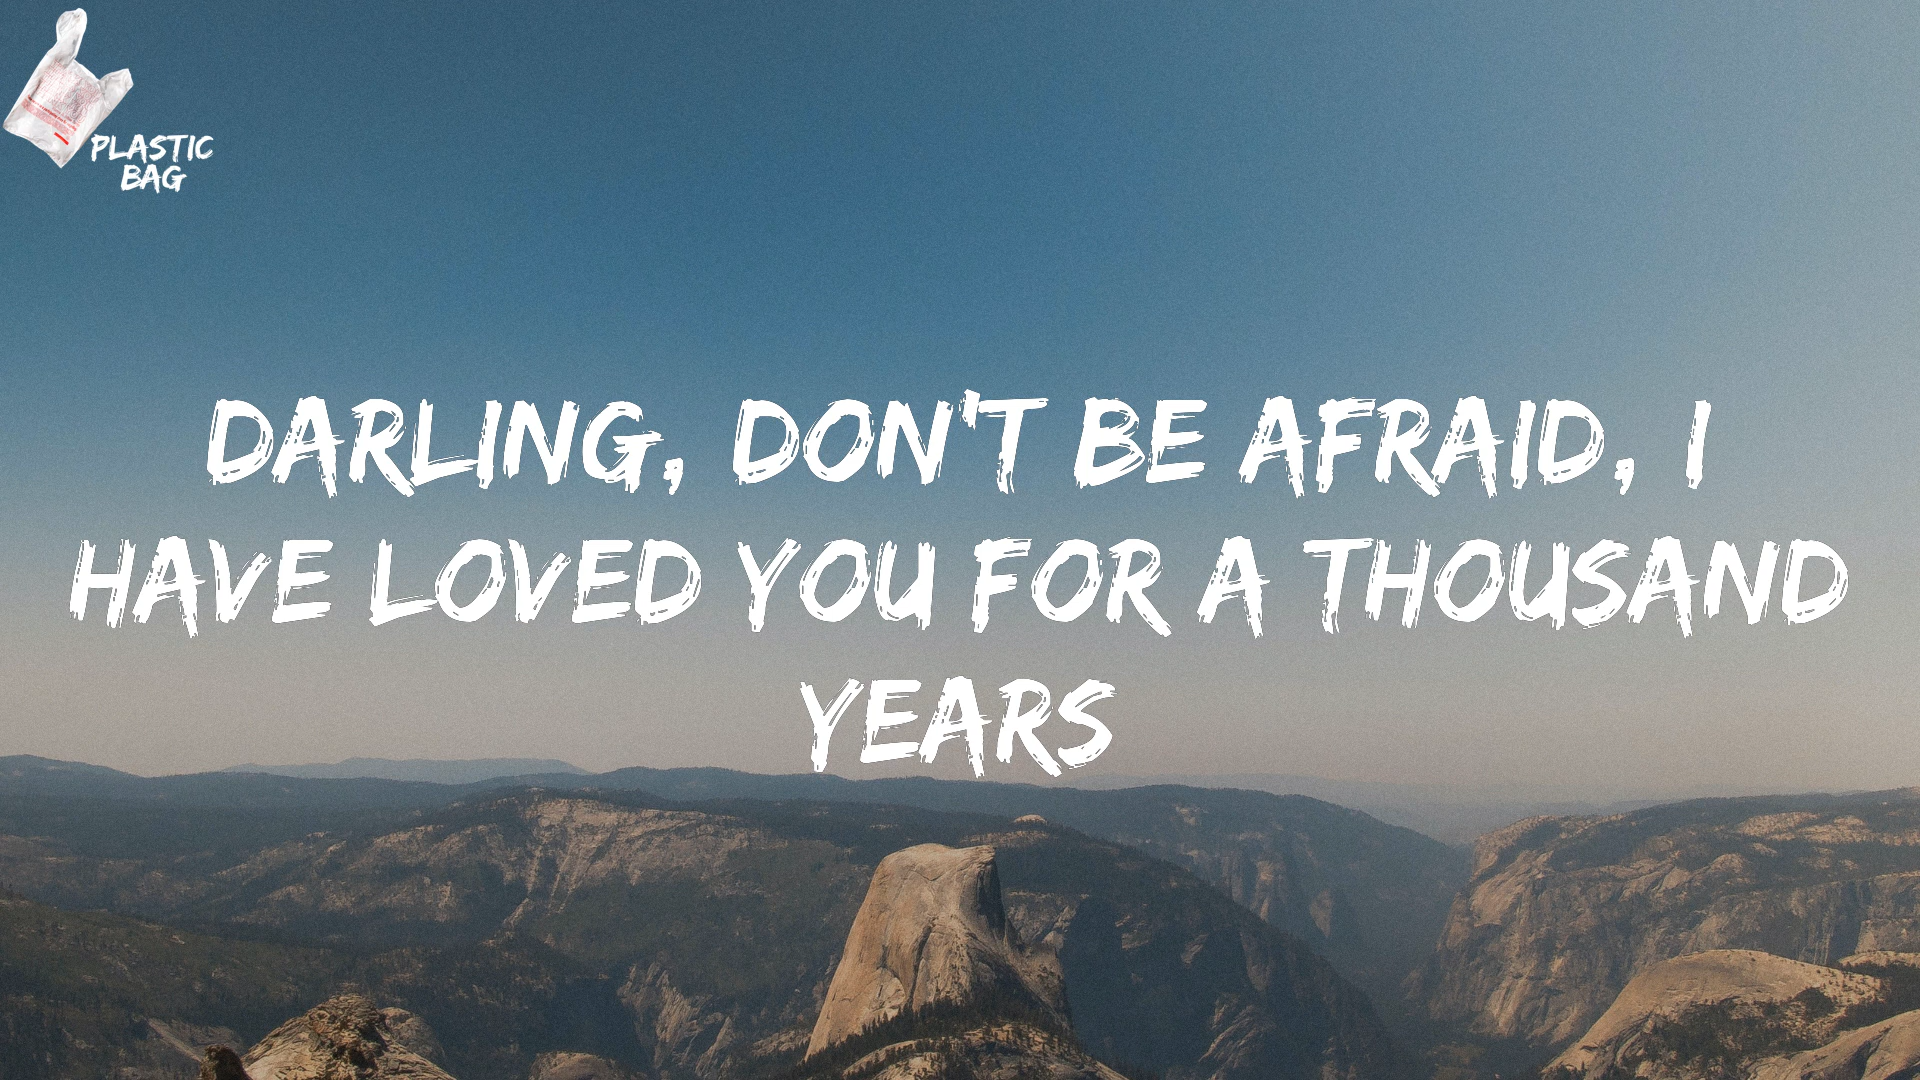 PLASTIC
BAG
DARLING, DON'T BE AFRAID, I
HAVE LOVED YOU FOR A THOUSAND
YEARS